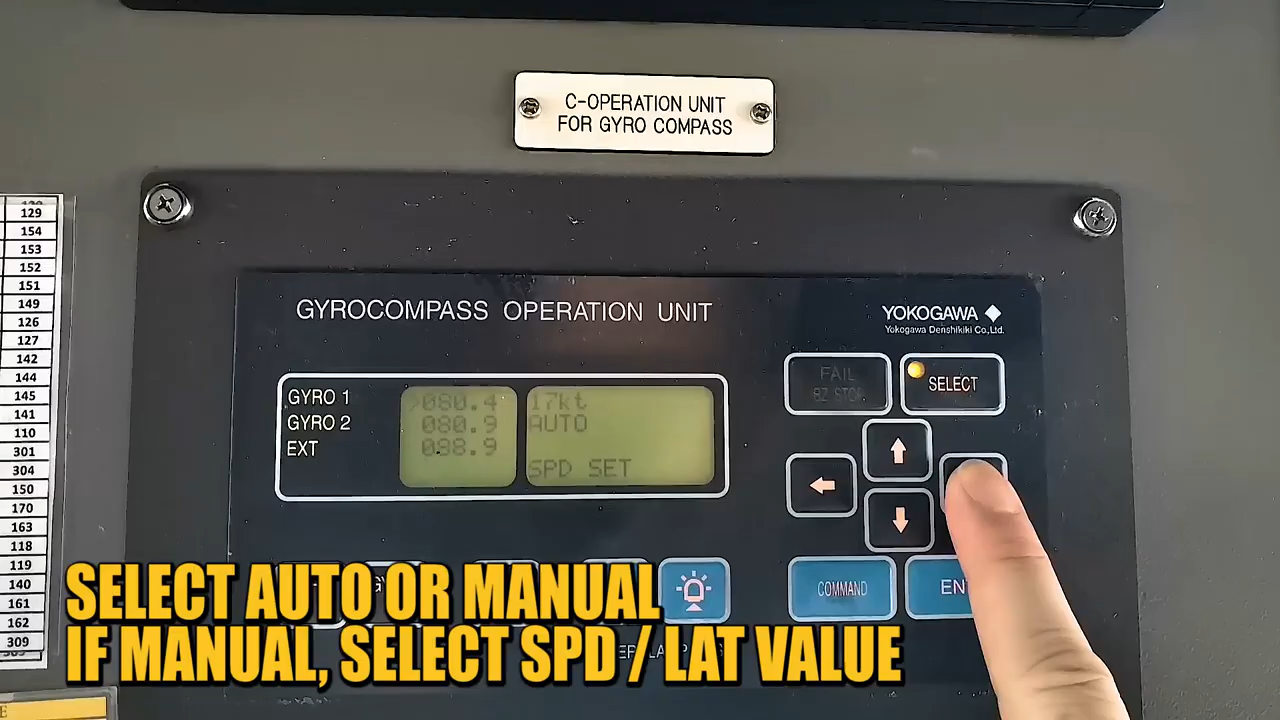 C-OPERATION UNIT
FOR GYRO COMPASS
129
154
153
152
151
149
126
127
142
144
145
141
110
301
304
150
170
163
118
119
140
161
162
309
GYROCOMPASS OPERATION UNIT
YOKOGAWA
Yokogawa Denshikiki Co.,Ltd.
FAIL
BZ STOP
SELECT
GYRO 1 >080.4 17kt
GYRO 2 080.9 AUTO
EXT
SPD SET
COMMAND
SELECT AUTO OR MANUAL
IF MANUAL, SELECT SPD / LAT VALUE